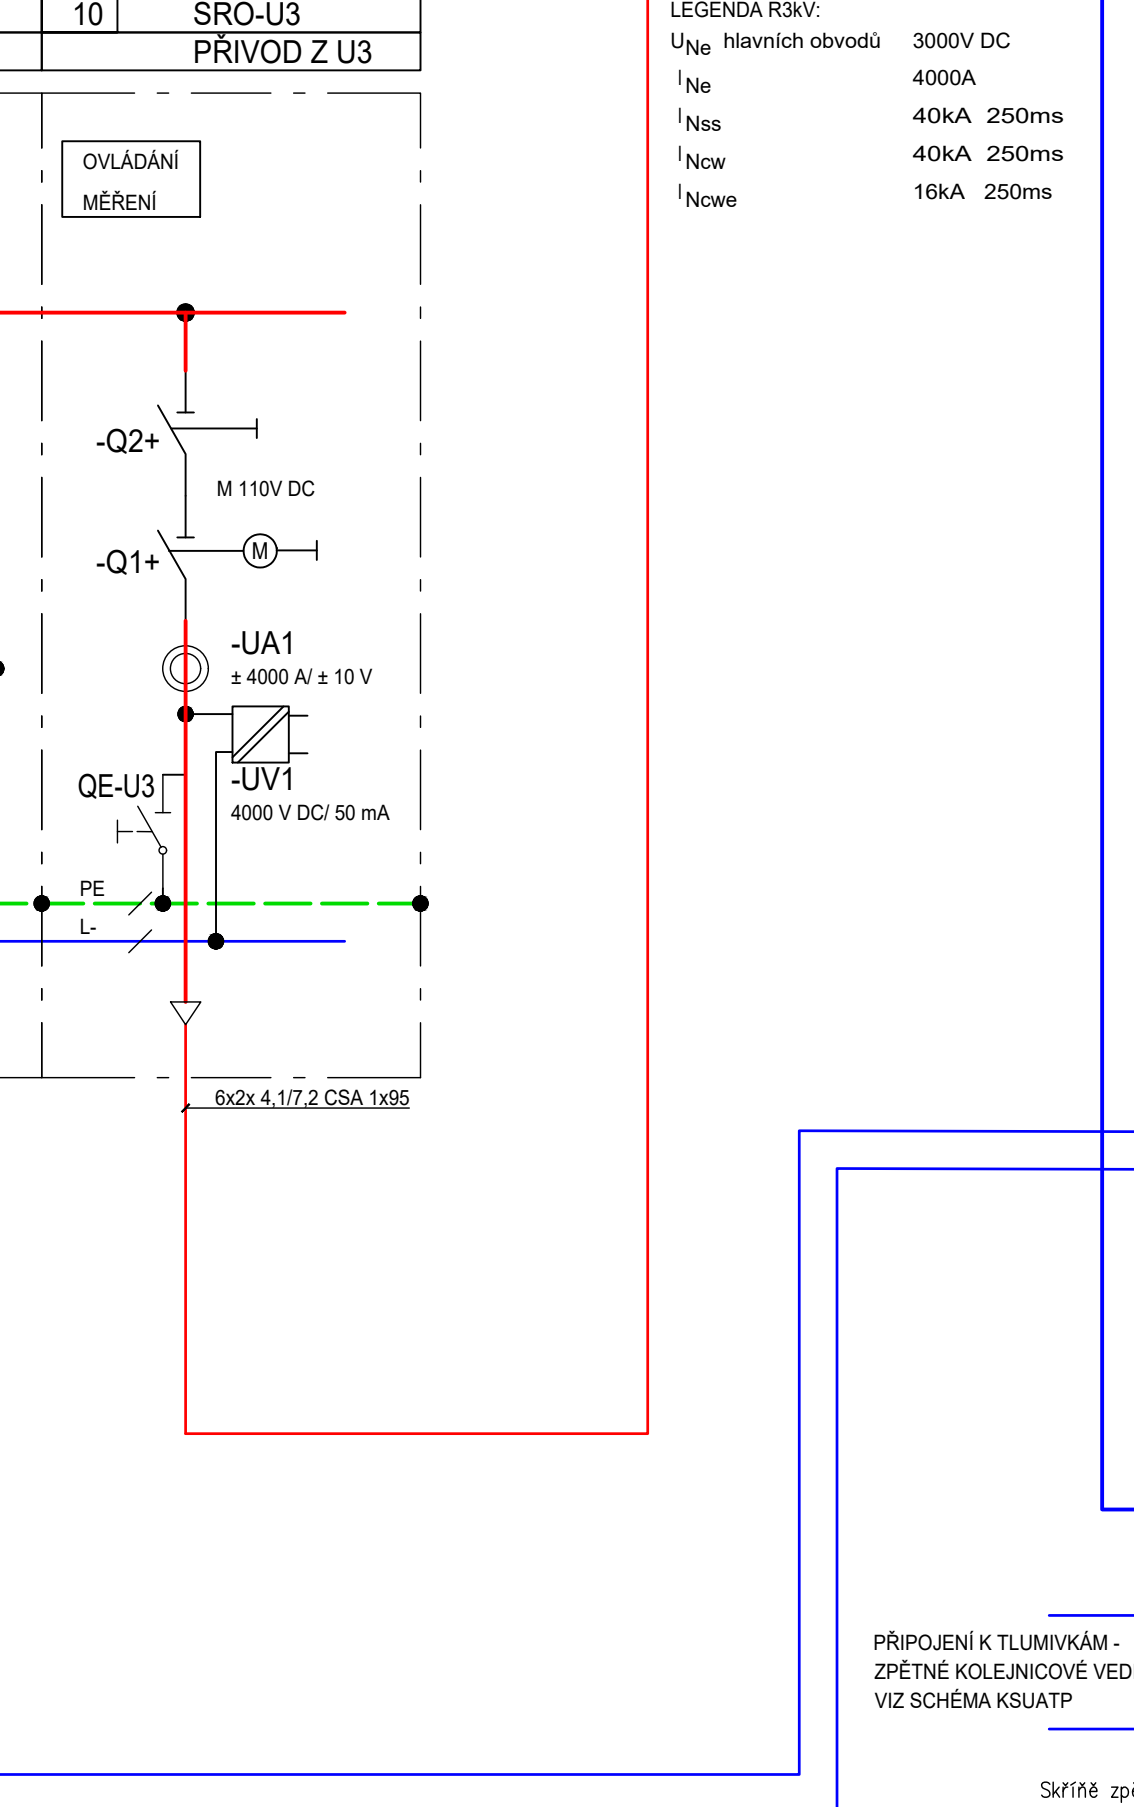 10 SRO-U3
PŘIVOD Z U3
OVLÁDÁNÍ
MĚŘENÍ
-Q2+
M 110V DC
-Q1+
M
-UA1
± 4000 A/ ± 10 V
QE-U3
-UV1
4000 V DC/ 50 mA
PE
L-
6x2x 4,1/7,2 CSA 1x95
LEGENDA R3kV:
UNe hlavních obvodů 3000V DC
INe 4000A
INss 40kA 250ms
INcw 40kA 250ms
INcwe 16kA 250ms
PŘIPOJENÍ K TLUMIVKÁM -
ZPĚTNÉ KOLEJNICOVÉ VED
VIZ SCHÉMA KSUATP
Skříně zpě